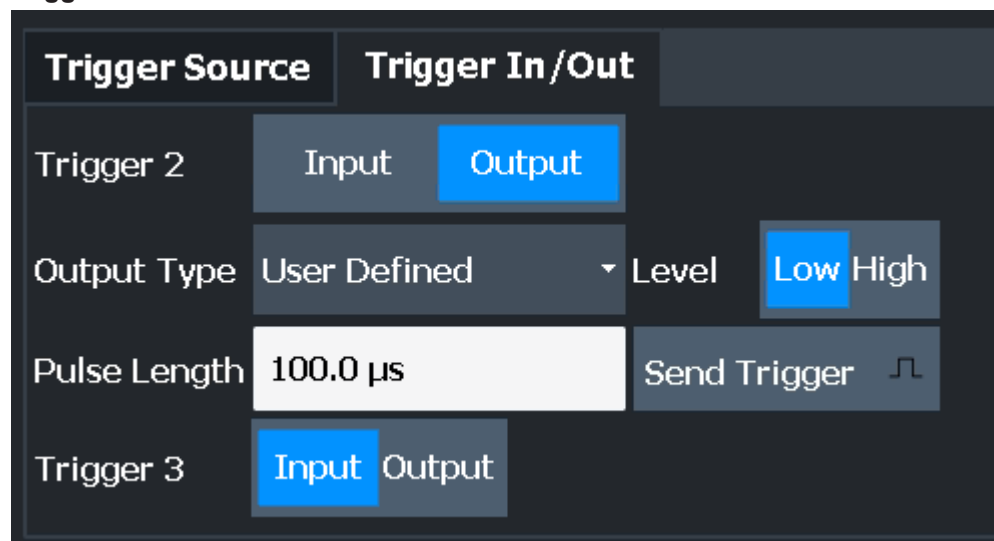 Trigger Source Trigger In/Out
Trigger 2 Input Output
Output Type User Defined Level Low High
Pulse Length 100.0 µs Send Trigger
Trigger 3 Input Output